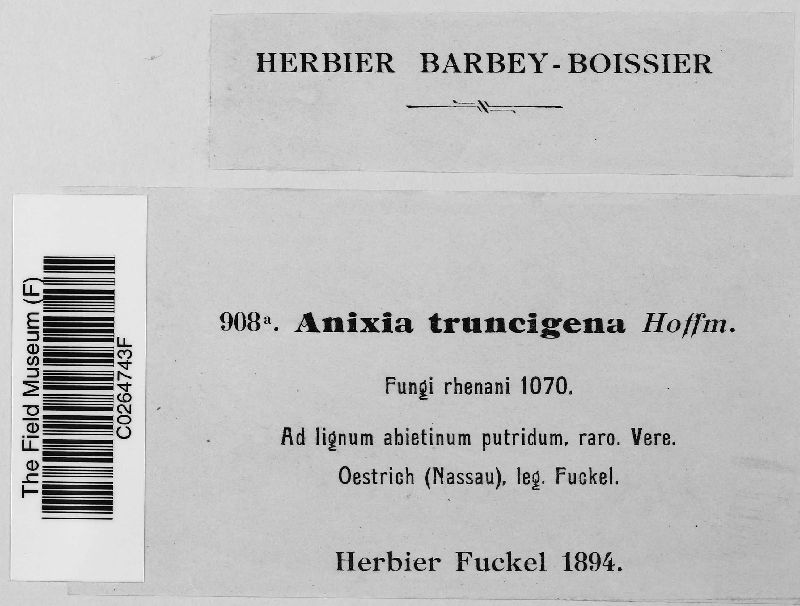 HERBIER BARBEY-BOISSIER
The Field Museum (F)
C0264743F
908a. Anixia truncigena Hoffm.
Fungi rhenani 1070.
Ad lignum abietinum putridum, raro. Vere.
Oestrich (Nassau), leg. Fuckel.
Herbier Fuckel 1894.